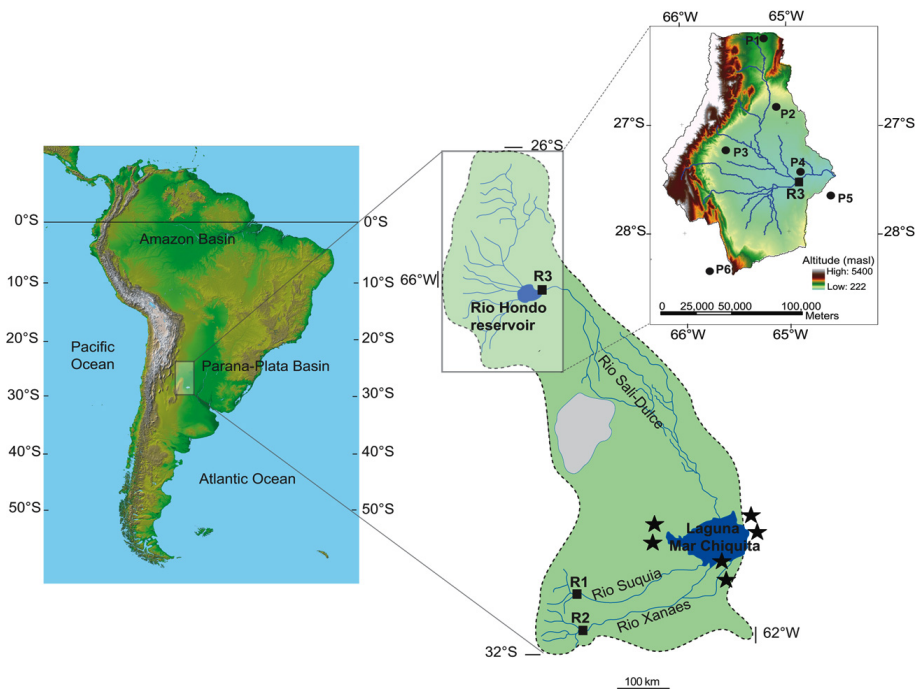 0°S
10°S
20°S
30°S
40°S
50°S
Amazon Basin
Pacific
Ocean
Parana-Plata Basin
Atlantic Ocean
0°S
10°S
20°S
30°S
40°S
50°S
26°S
66°W
R3
Rio Hondo
reservoir
Rio Sali-Dulce
Laguna
Mar Chiquita
R1
Rio Suquia
R2
Rio Xanaes
62°W
32°S
100 km
66°W
65°W
P1
P2
27°S
27°S
P3
P4
R3
P5
28°S
28°S
P6
Altitude (masl)
High: 5400
Low: 222
0 25,000 50,000 100,000
Meters
66°W
65°W